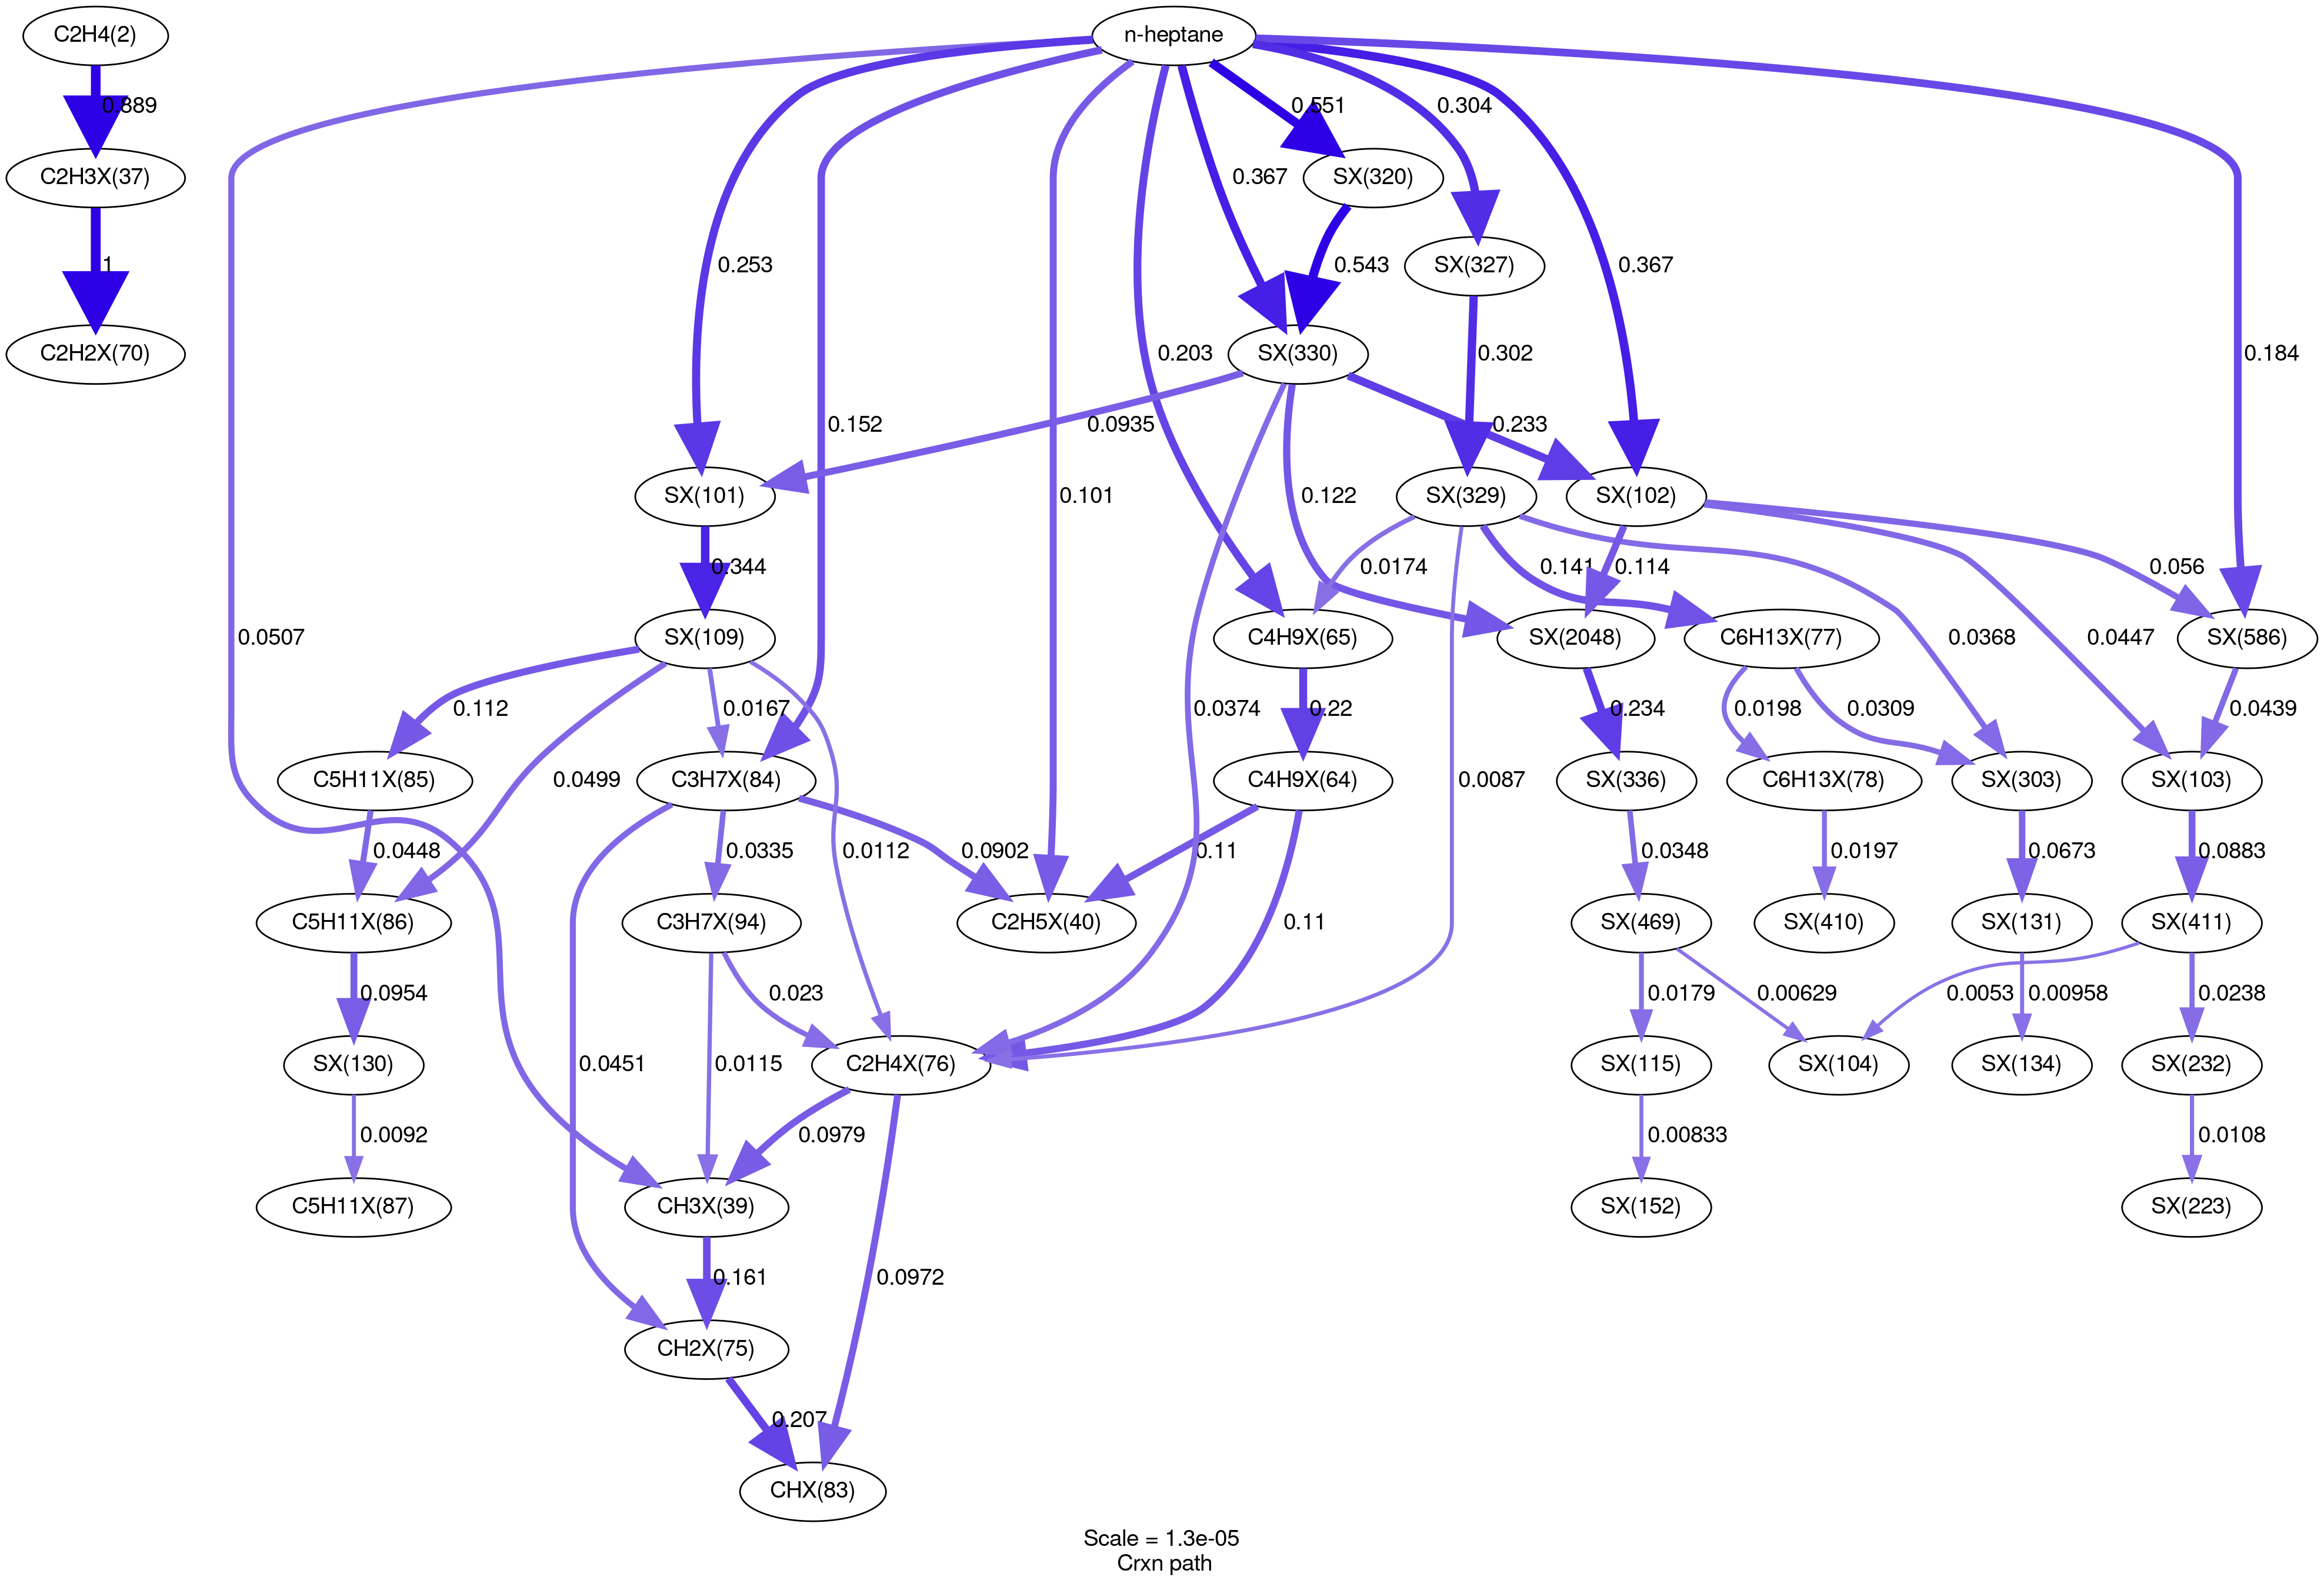 C2H4(2)
n-heptane
0.889
0.551
0.304
C2H3X(37)
SX(320)
1
0.253
0.367
0.543
SX(327)
0.367
C2H2X(70)
0.203
SX(330)
0.302
0.184
0.152
0.0935
0.233
SX(101)
0.101
0.122
SX(329)
SX(102)
0.344
0.0174
0.141
0.114
0.056
0.0507
SX(109)
C4H9X(65)
SX(2048)
C6H13X(77)
0.0368
0.0447
SX(586)
0.112
0.0167
0.0374
0.22
0.234
0.0198
0.0309
0.0439
C5H11X(85)
0.0499
C3H7X(84)
C4H9X(64)
0.0087
SX(336)
C6H13X(78)
SX(303)
SX(103)
0.0448
0.0335
0.0112
0.0902
0.11
0.0348
0.0197
0.0673
0.0883
C5H11X(86)
C3H7X(94)
C2H5X(40)
0.11
SX(469)
SX(410)
SX(131)
SX(411)
0.0954
0.023
0.0179
0.00629
0.0053
0.00958
0.0238
SX(130)
0.0451
0.0115
C2H4X(76)
SX(115)
SX(104)
SX(134)
SX(232)
0.0092
0.0979
0.00833
0.0108
C5H11X(87)
CH3X(39)
SX(152)
SX(223)
0.161
0.0972
CH2X(75)
0.207
CHX(83)
Scale = 1.3e-05
Crxn path